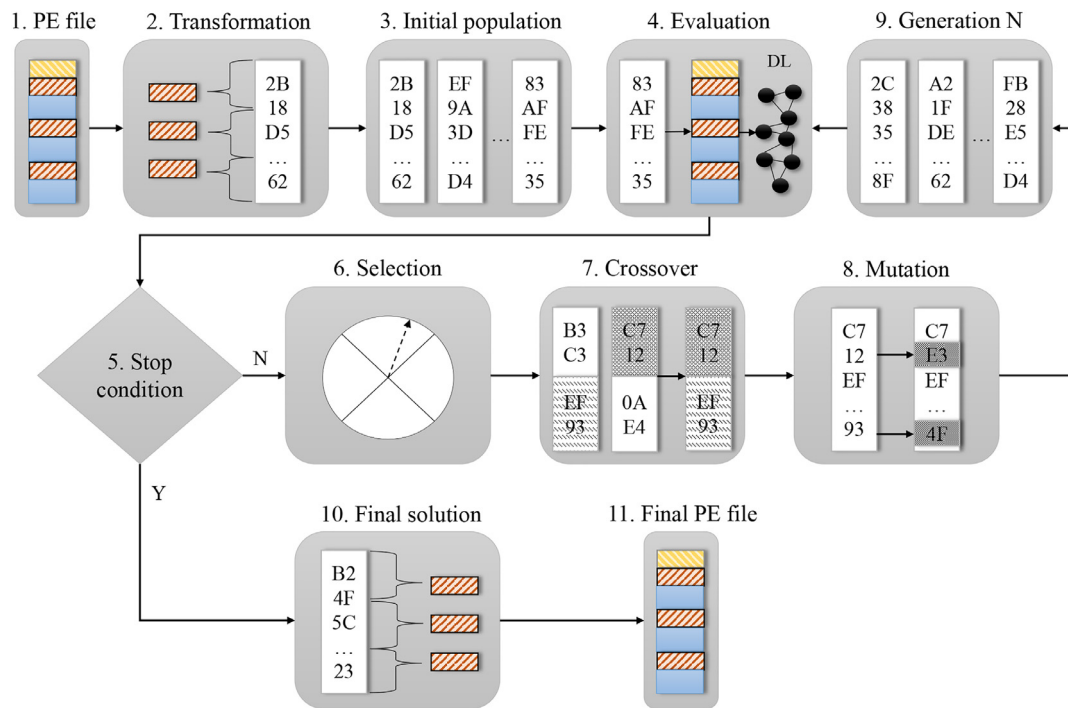 1. PE file
2. Transformation
3. Initial population
4. Evaluation
9. Generation N
2B
18
D5
...
62
2B
18
D5
...
62
EF
9A
3D
...
D4
...
83
AF
FE
...
35
83
AF
FE
...
35
DL
2C
38
35
...
8F
A2
1F
DE
...
62
...
FB
28
E5
...
D4
5. Stop
condition
N
Y
6. Selection
7. Crossover
8. Mutation
B3
C3
EF
93
C7
12
0A
E4
C7
12
EF
93
C7
12
EF
...
93
C7
E3
EF
...
4F
10. Final solution
11. Final PE file
B2
4F
5C
...
23